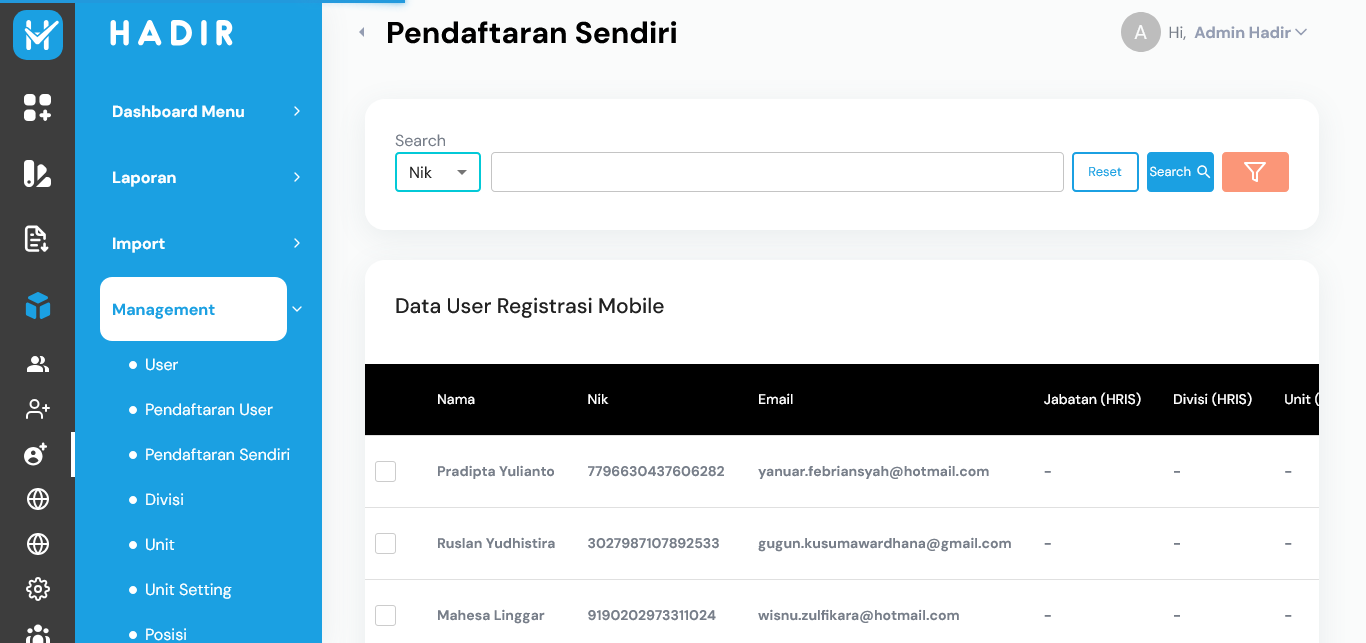 HADIR
Pendaftaran Sendiri
A Hi, Admin Hadir
Dashboard Menu
Laporan
Import
Management
User
Pendaftaran User
Pendaftaran Sendiri
Divisi
Unit
Unit Setting
Posisi
Search
Nik Reset Search
Data User Registrasi Mobile
Nama Nik Email Jabatan (HRIS) Divisi (HRIS) Unit (
Pradipta Yulianto 7796630437606282 yanuar.febriansyah@hotmail.com - - -
Ruslan Yudhistira 3027987107892533 gugun.kusumawardhana@gmail.com - - -
Mahesa Linggar 9190202973311024 wisnu.zulfikara@hotmail.com - - -